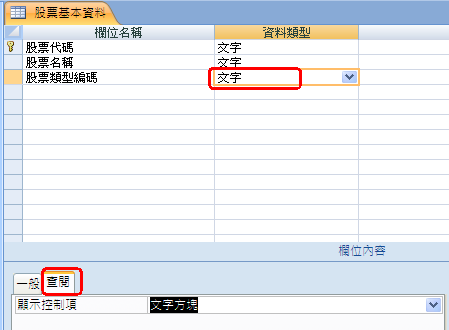 股票基本資料
欄位名稱 資料類型
股票代碼 文字
股票名稱 文字
股票類型編碼 文字
欄位內容
一般 查閱
顯示控制項 文字方塊